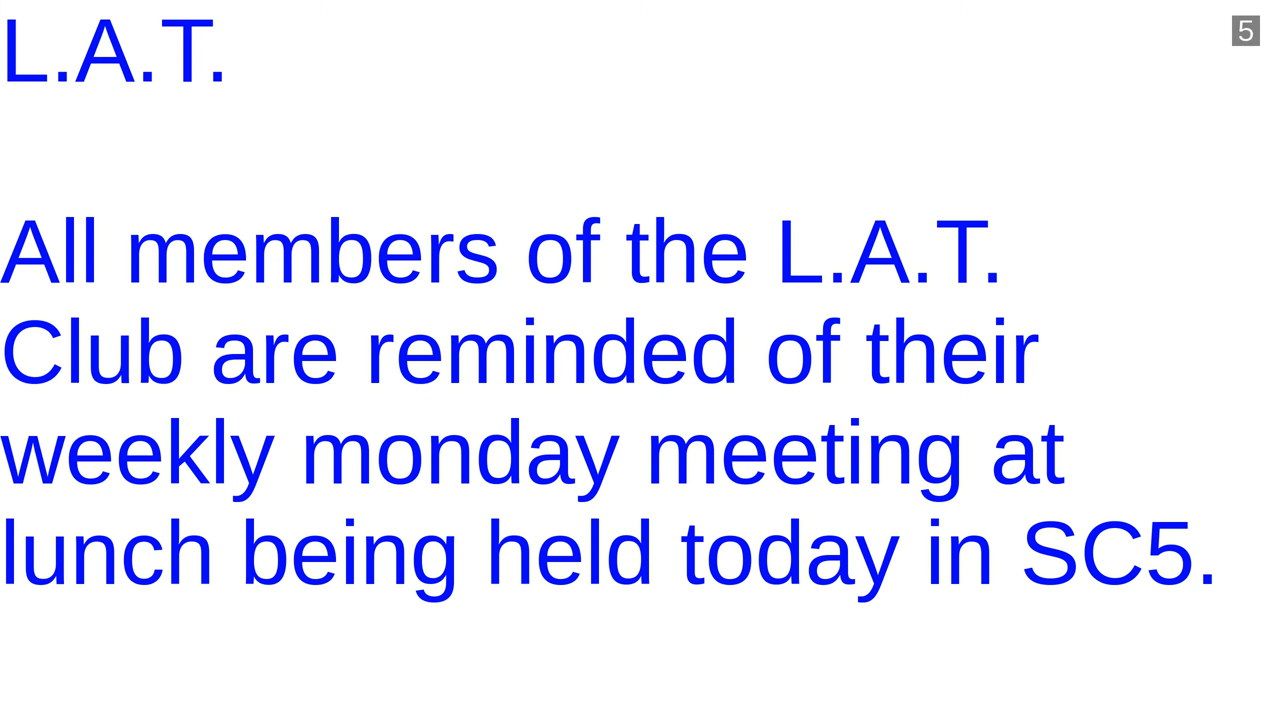 L.A.T.
5
All members of the L.A.T.
Club are reminded of their
weekly monday meeting at
lunch being held today in SC5.